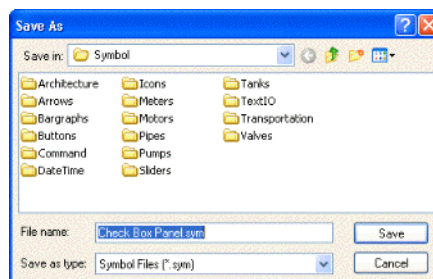 Save As
Save in: Symbol
Architecture Icons Tanks
Arrows Meters TextIO
Bargraphs Motors Transportation
Buttons Pipes Valves
Command Pumps
DateTime Sliders
File name: Check Box Panel.sym Save
Save as type: Symbol Files (*.sym) Cancel